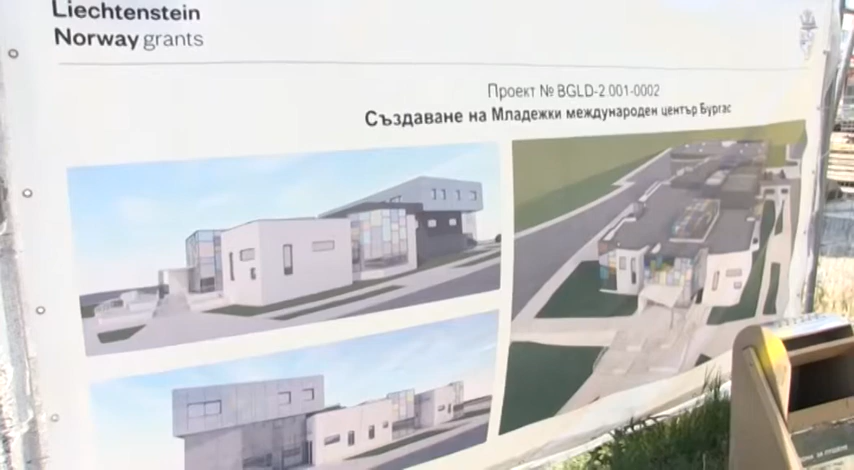 Liechtenstein
Norway grants
Проект № BGLD-2 001-0002
Създаване на Младежки международен център Бургас